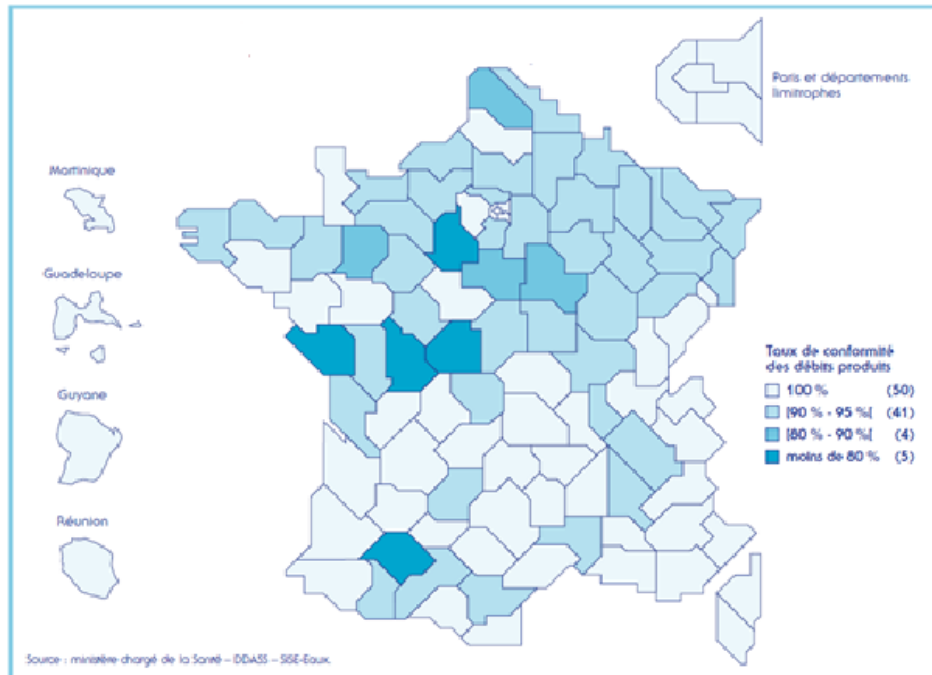 Paris et départements
limitrophes
Martinique
Guadeloupe
Guyane
Réunion
Taux de conformité
des débits produits
100 % (50)
[90 % - 95 %[ (41)
[80 % - 90 %[ (4)
moins de 80 % (5)
Source : ministère chargé de la Santé – DDASS – SISE-Eaux.